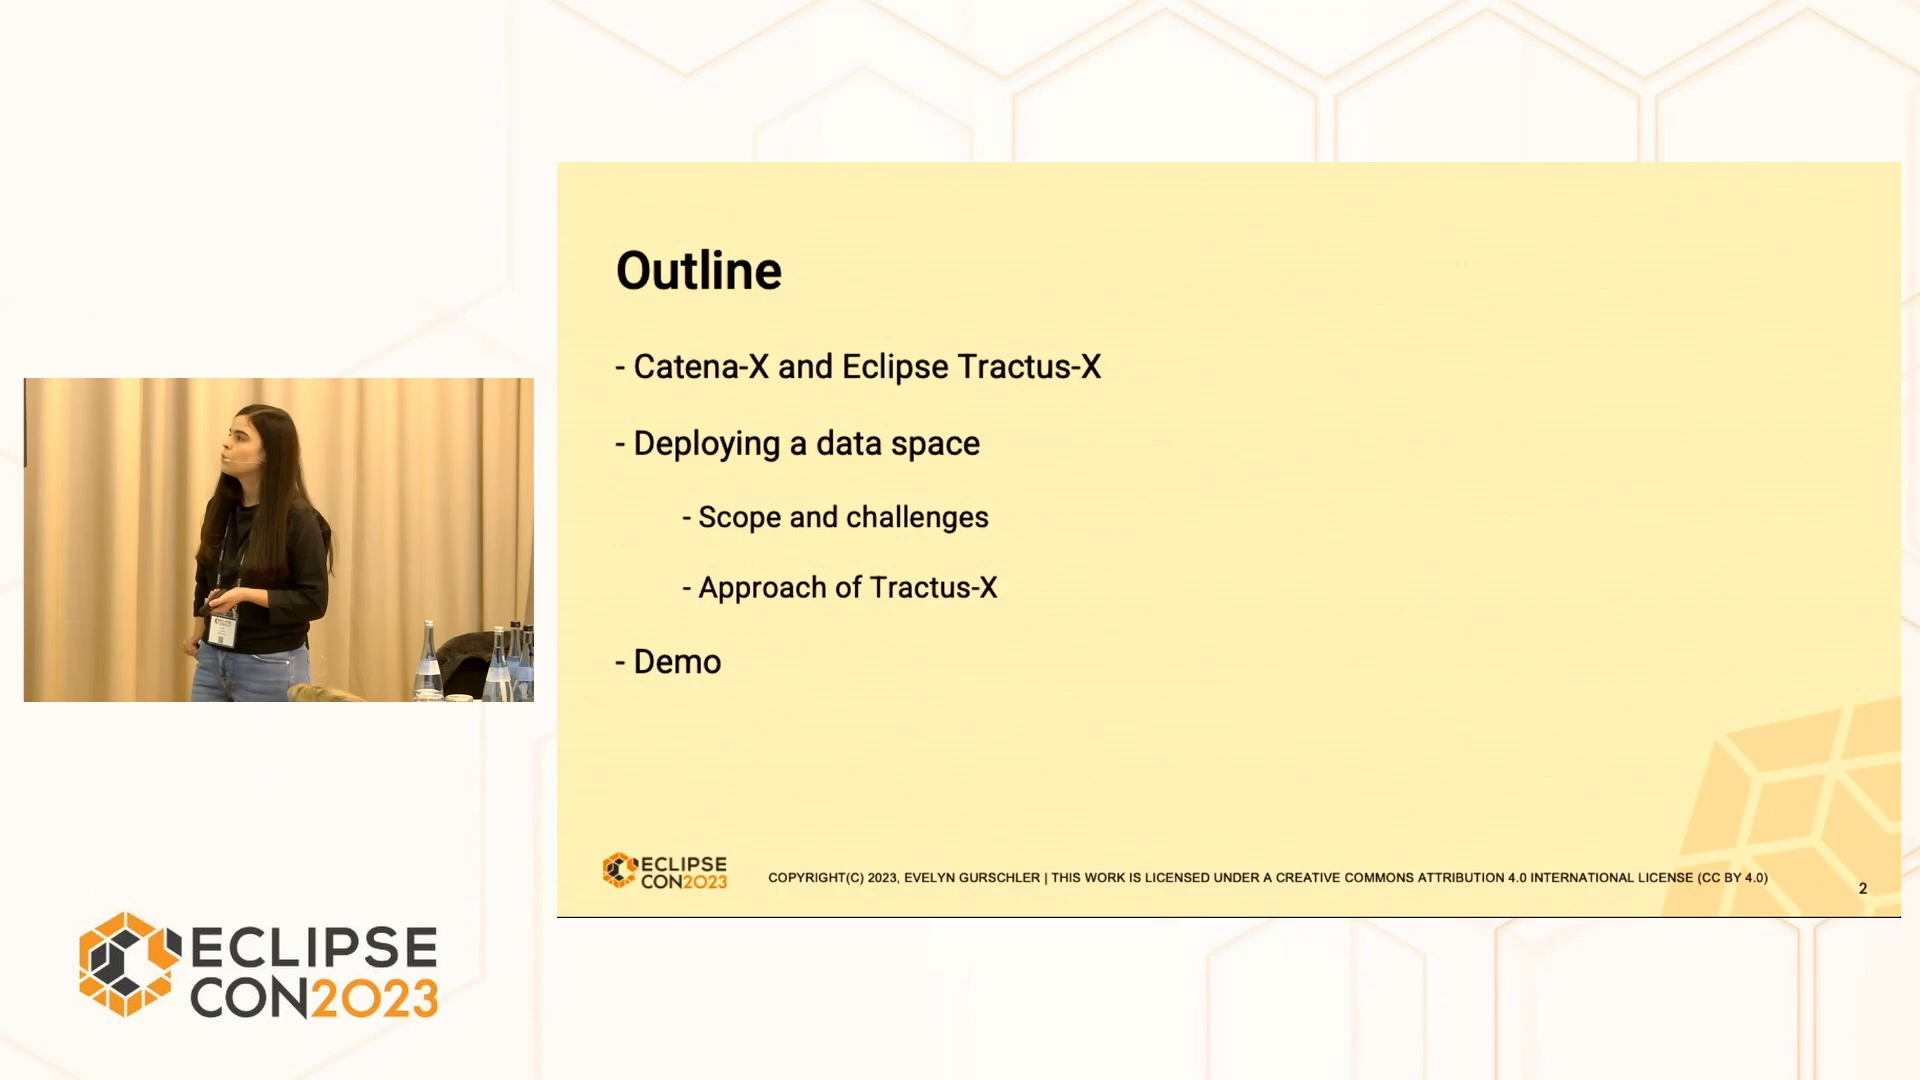 Outline
- Catena-X and Eclipse Tractus-X
- Deploying a data space
- Scope and challenges
- Approach of Tractus-X
- Demo
ECLIPSE
CON2023
COPYRIGHT(C) 2023, EVELYN GURSCHLER | THIS WORK IS LICENSED UNDER A CREATIVE COMMONS ATTRIBUTION 4.0 INTERNATIONAL LICENSE (CC BY 4.0)
2
ECLIPSE
CON2023